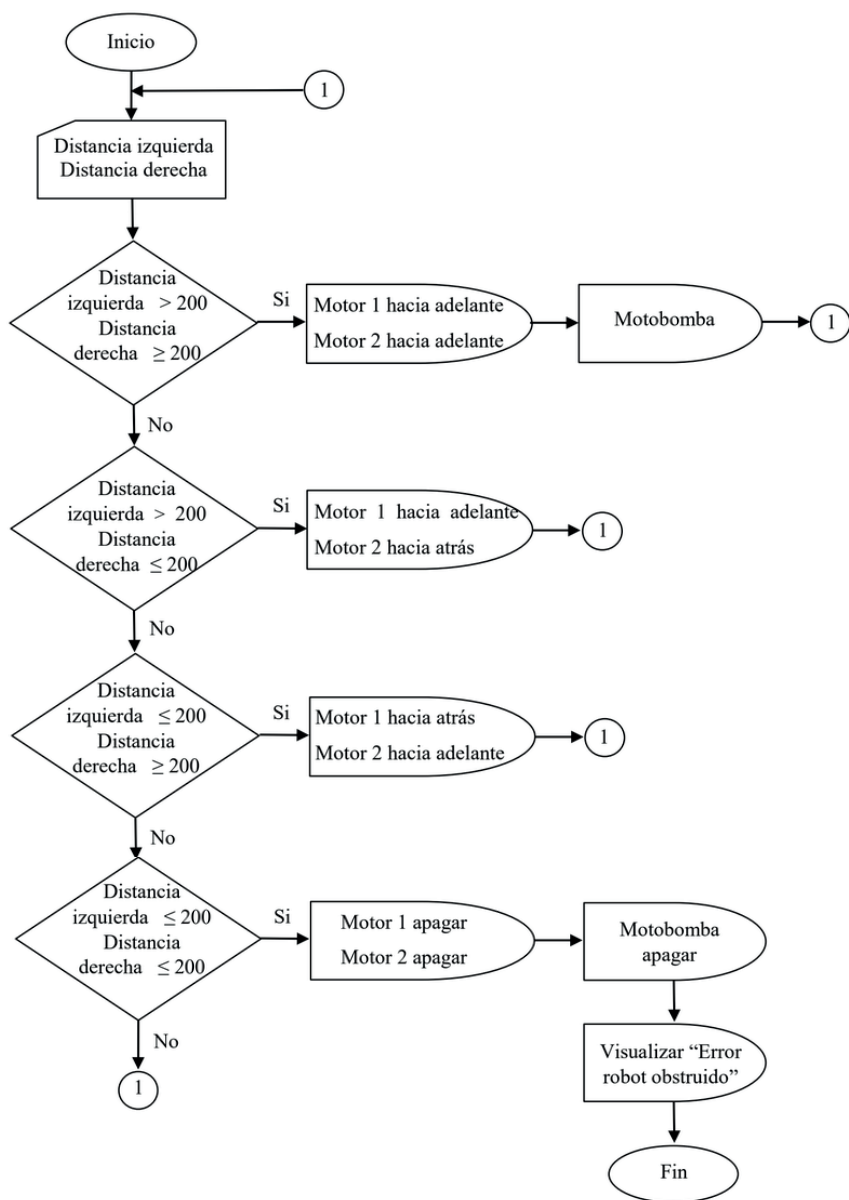 Inicio
1
Distancia izquierda
Distancia derecha
Distancia
izquierda > 200
Distancia
derecha ≥ 200
Si
Motor 1 hacia adelante
Motor 2 hacia adelante
Motobomba
1
No
Distancia
izquierda > 200
Distancia
derecha ≤ 200
Si
Motor 1 hacia adelante
Motor 2 hacia atrás
1
No
Distancia
izquierda ≤ 200
Distancia
derecha ≥ 200
Si
Motor 1 hacia atrás
Motor 2 hacia adelante
1
No
Distancia
izquierda ≤ 200
Distancia
derecha ≤ 200
Si
Motor 1 apagar
Motor 2 apagar
Motobomba
apagar
No
1
Visualizar “Error
robot obstruido”
Fin